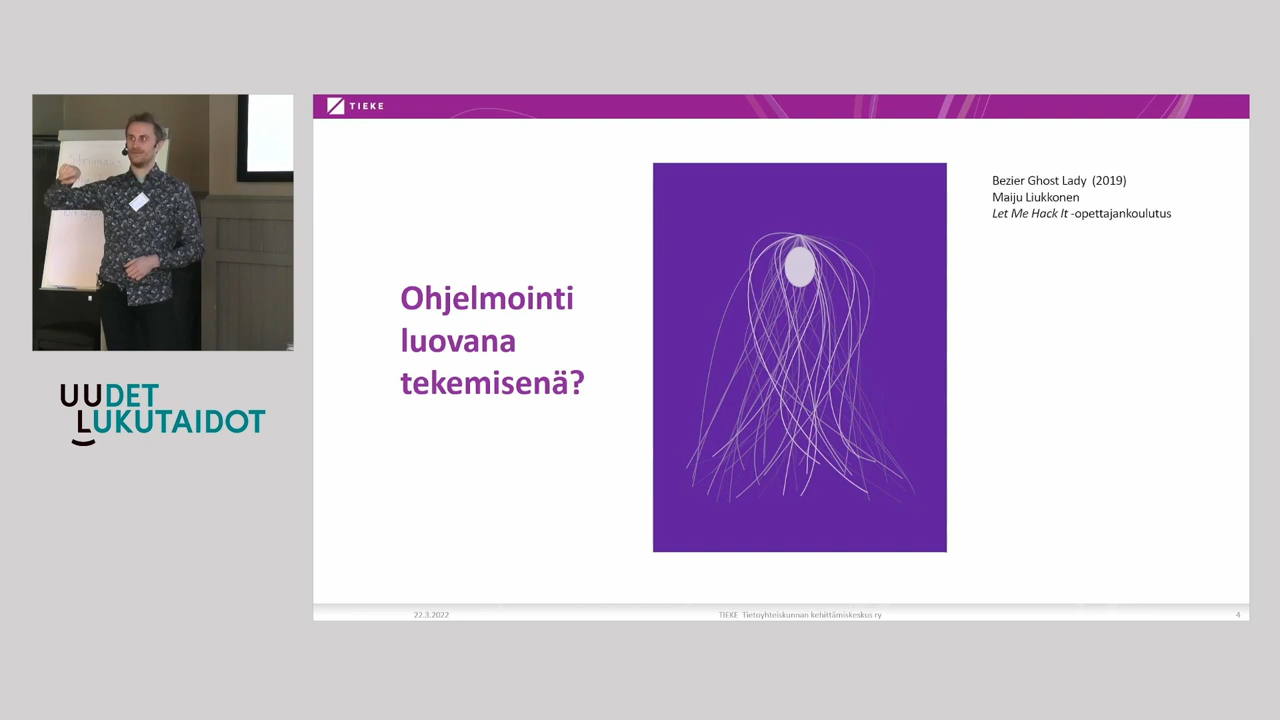 TIEKE
Bezier Ghost Lady (2019)
Maiju Liukkonen
Let Me Hack It -opettajankoulutus
Ohjelmointi
luovana
tekemisenä?
UUDET
LUKUTAIDOT
22.3.2022
TIEKE Tietoyhteiskunnan kehittämiskeskus ry
4